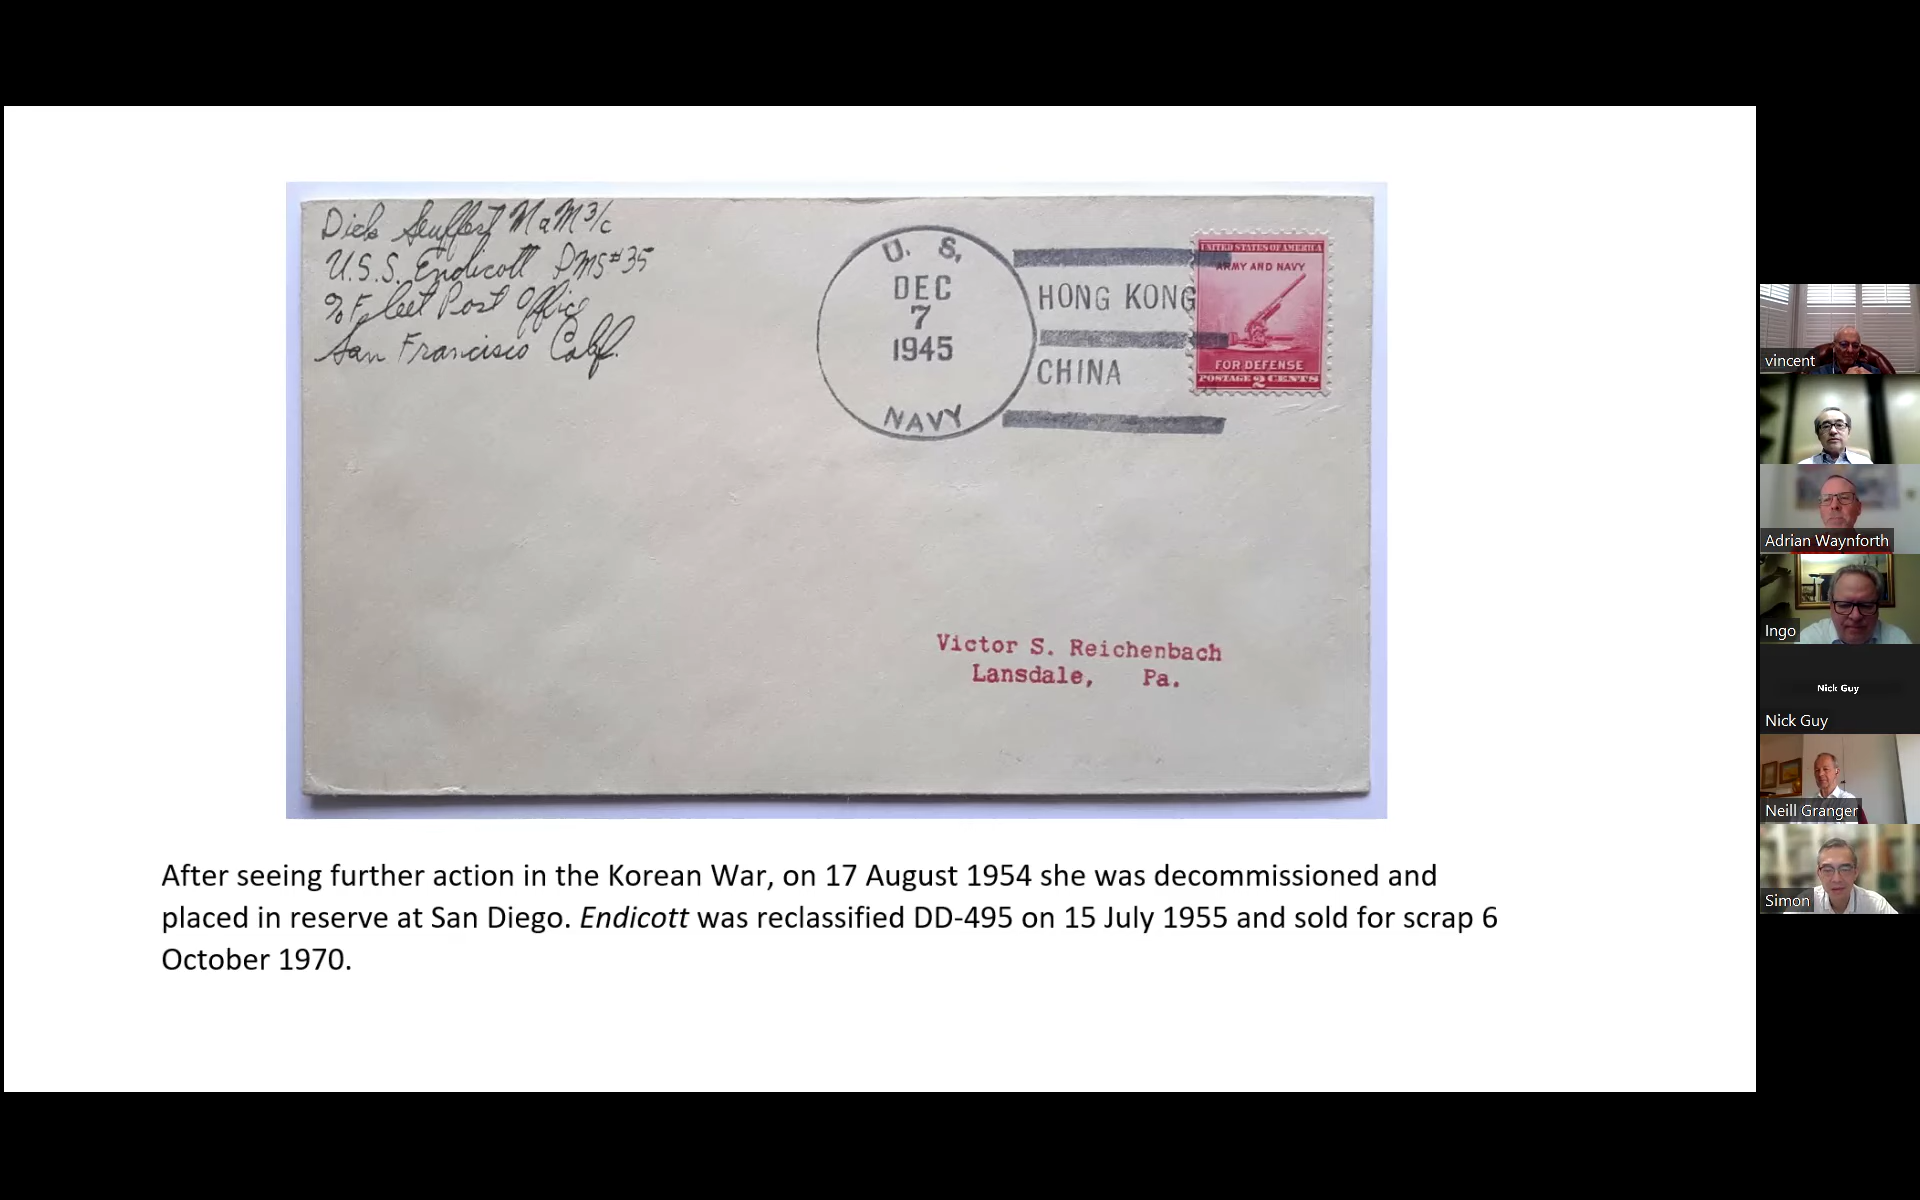 Dick Seuffert MaM 3/c
U.S.S. Endicott DMS #35
% Fleet Post Office
San Francisco Calif.
U. S.
DEC
7
1945
NAVY
HONG KONG
CHINA
UNITED STATES OF AMERICA
ARMY AND NAVY
FOR DEFENSE
POSTAGE 2 CENTS
Victor S. Reichenbach
Lansdale, Pa.
After seeing further action in the Korean War, on 17 August 1954 she was decommissioned and
placed in reserve at San Diego. Endicott was reclassified DD-495 on 15 July 1955 and sold for scrap 6
October 1970.
vincent
Adrian Waynforth
Ingo
Nick Guy
Nick Guy
Neill Granger
Simon